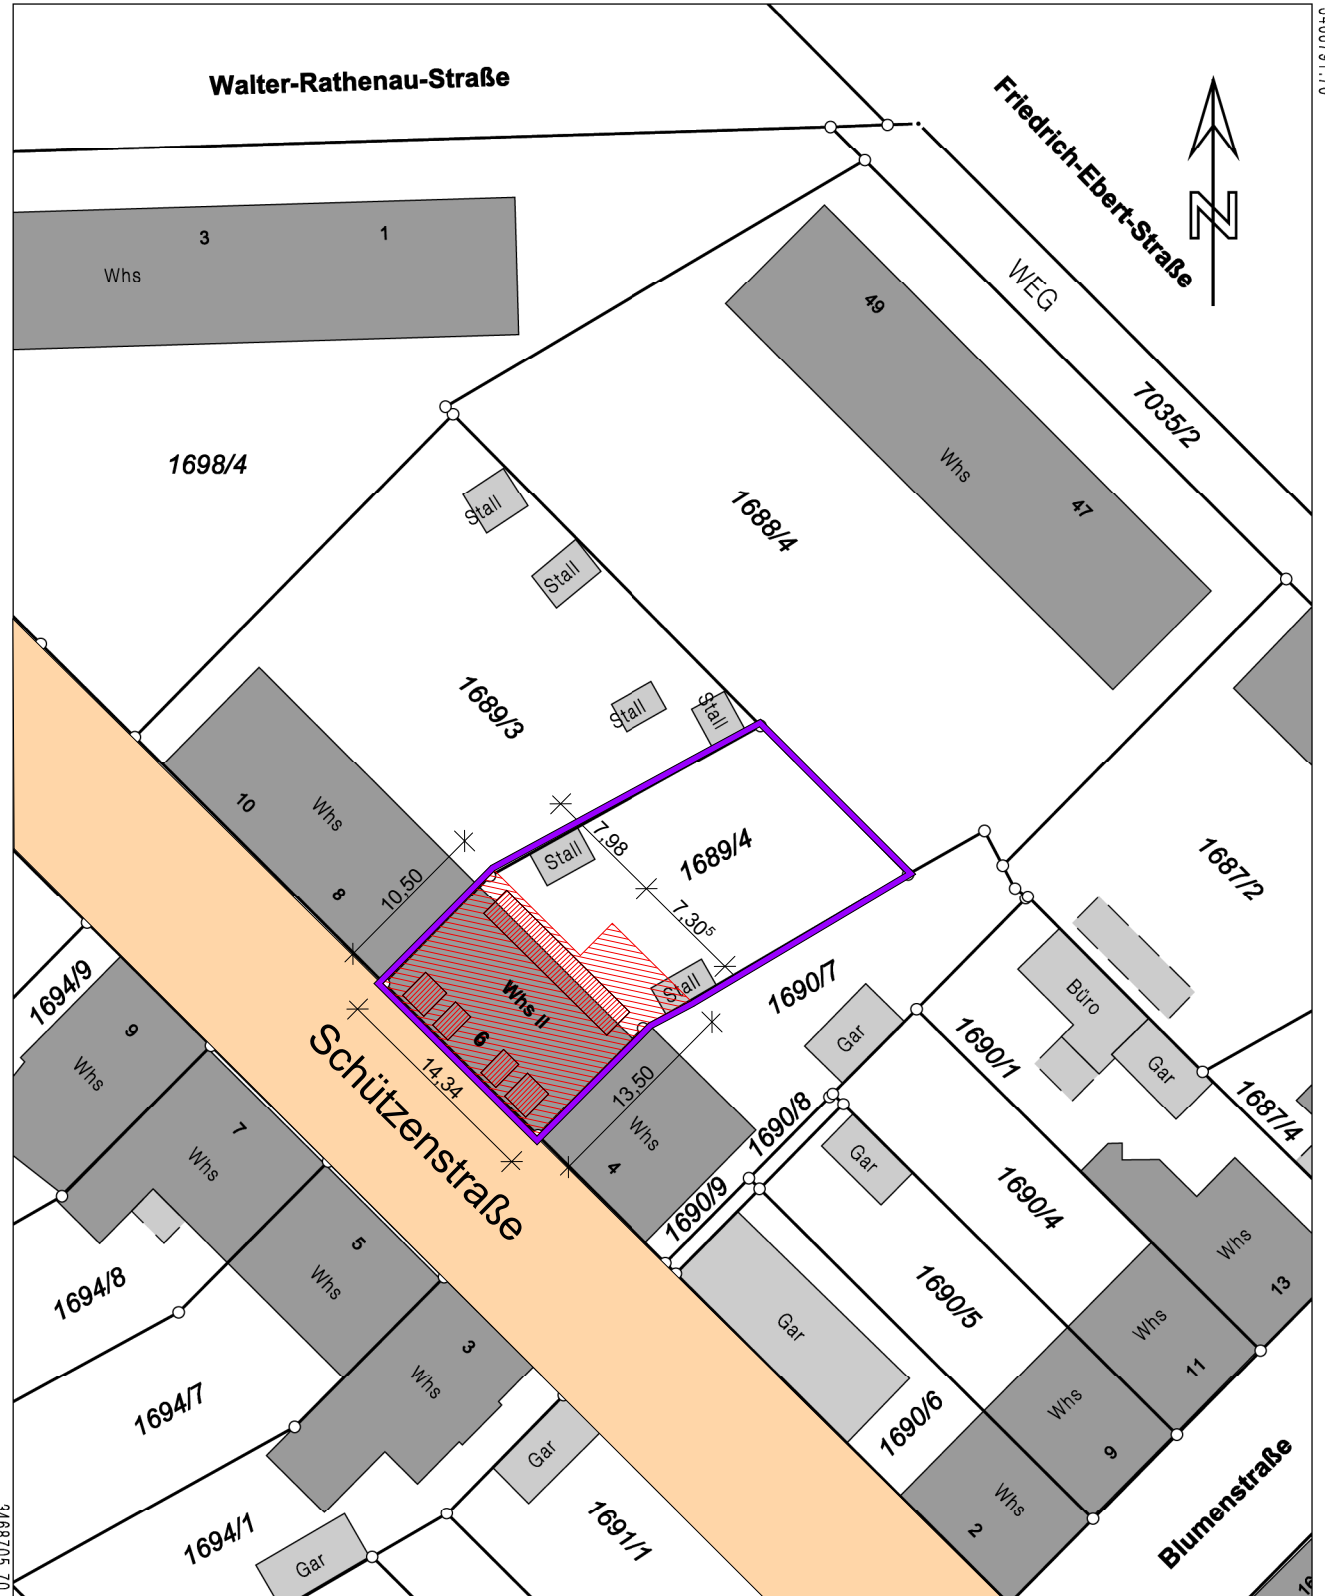 Walter-Rathenau-Straße
Friedrich-Ebert-Straße
N
3
1
Whs
WEG
49
7035/2
Whs
47
1698/4
1688/4
Stall
Stall
1689/3
Stall
Stall
10
Whs
8
10,50
7,98
Stall
1689/4
7,30⁵
1687/2
Whs II
6
Stall
1690/7
Büro
Gar
1690/1
Gar
1687/4
1694/9
9
Whs
Schützenstraße
14,34
13,50
Whs
4
1690/8
Gar
1690/4
7
Whs
1690/9
5
Whs
1694/8
Whs
13
Gar
1690/5
Whs
11
3
Whs
1694/7
1690/6
Whs
9
Gar
Blumenstraße
Whs
2
1694/1
1691/1
Gar
16